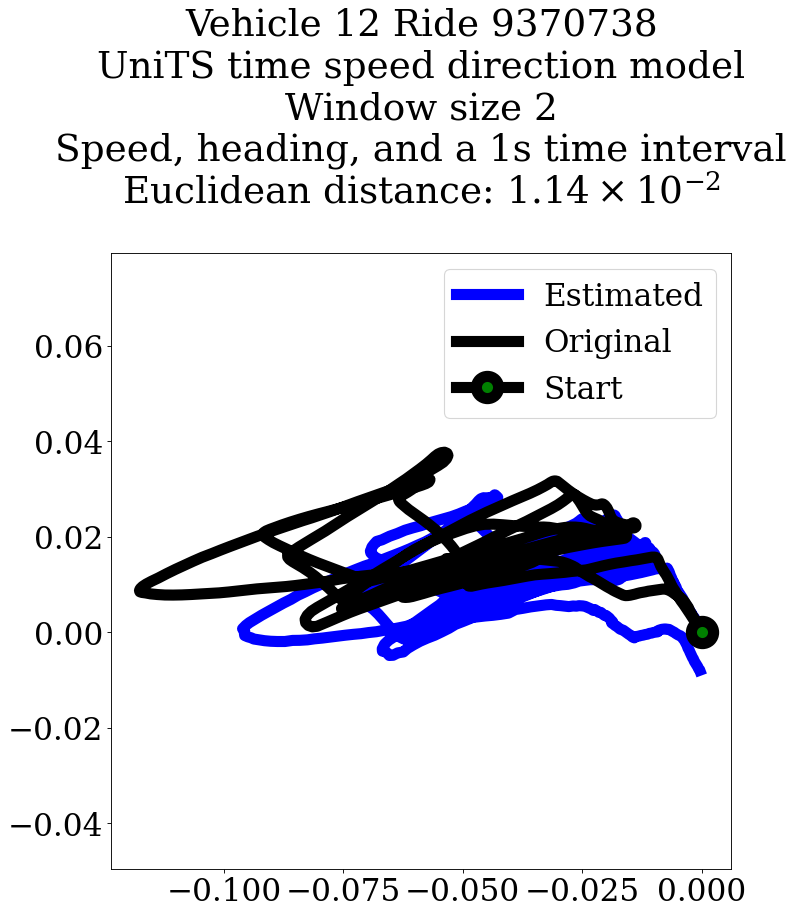 Vehicle 12 Ride 9370738
UniTS time speed direction model
Window size 2
Speed, heading, and a 1s time interval
Euclidean distance: 1.14 × 10⁻²
Estimated
Original
Start
0.06
0.04
0.02
0.00
−0.02
−0.04
−0.100 −0.075 −0.050 −0.025 0.000